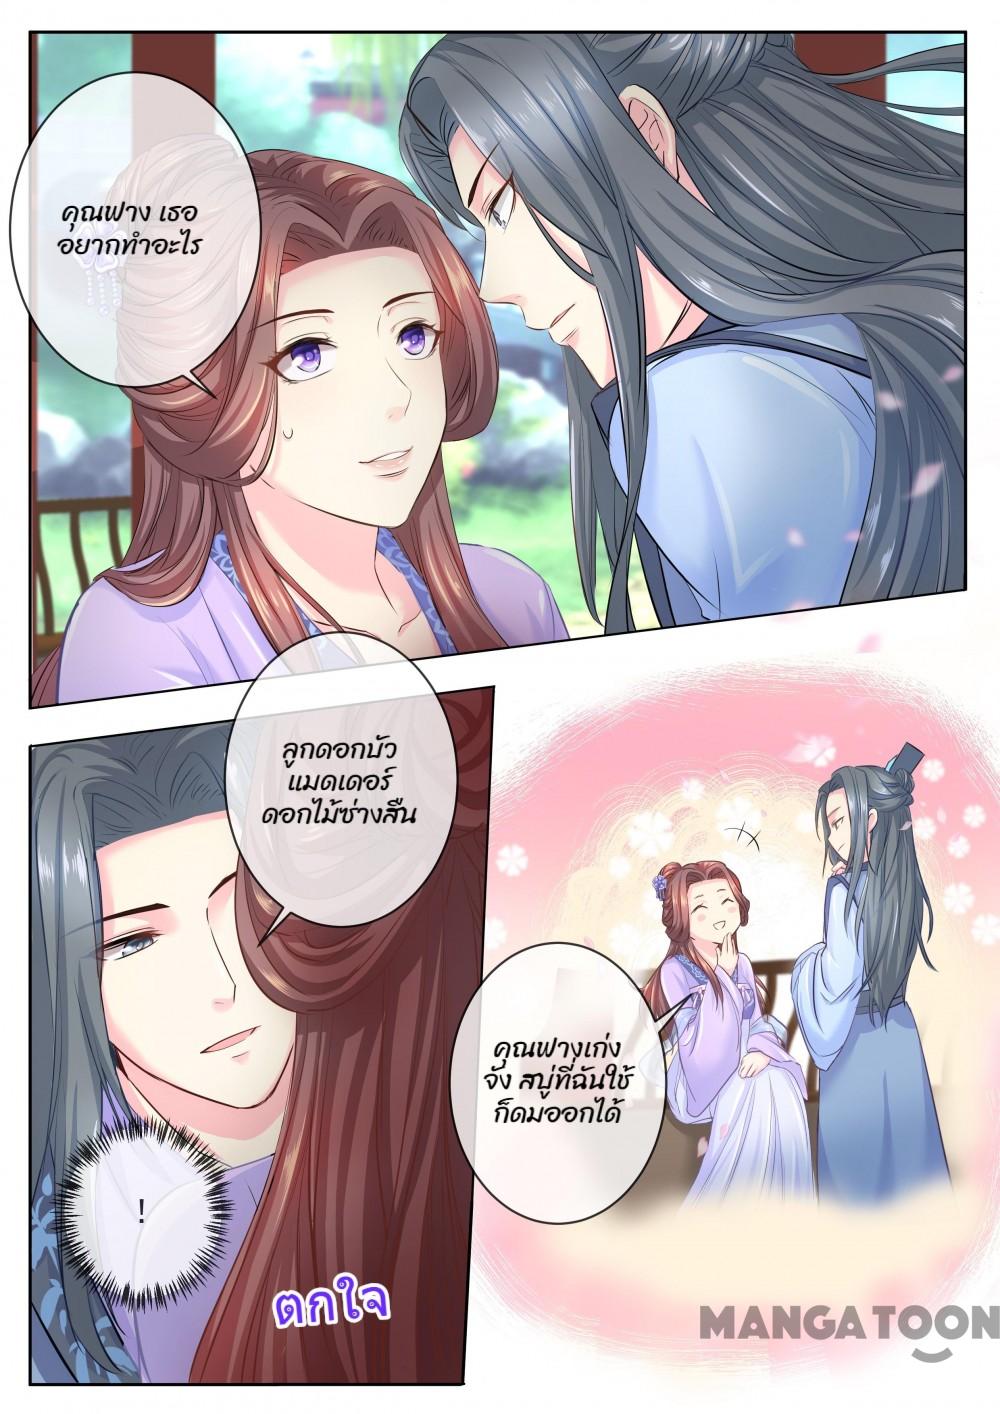 คุณฟาง เธอ
อยากทำอะไร
ลูกดอกบัว
แมดเดอร์
ดอกไม้ซ่างสืน
คุณฟางเก่ง
จัง สบู่ที่ฉันใช้
ก็ดมออกได้
!
ตกใจ
MANGATOON